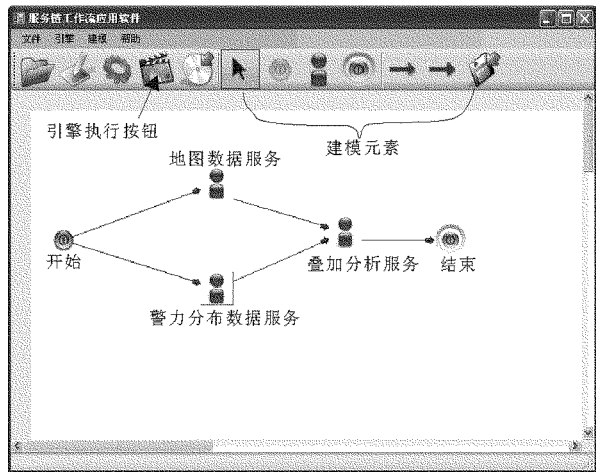 服务链工作流应用软件
文件 引擎 建模 帮助
引擎执行按钮
建模元素
地图数据服务
开始
叠加分析服务
结束
警力分布数据服务